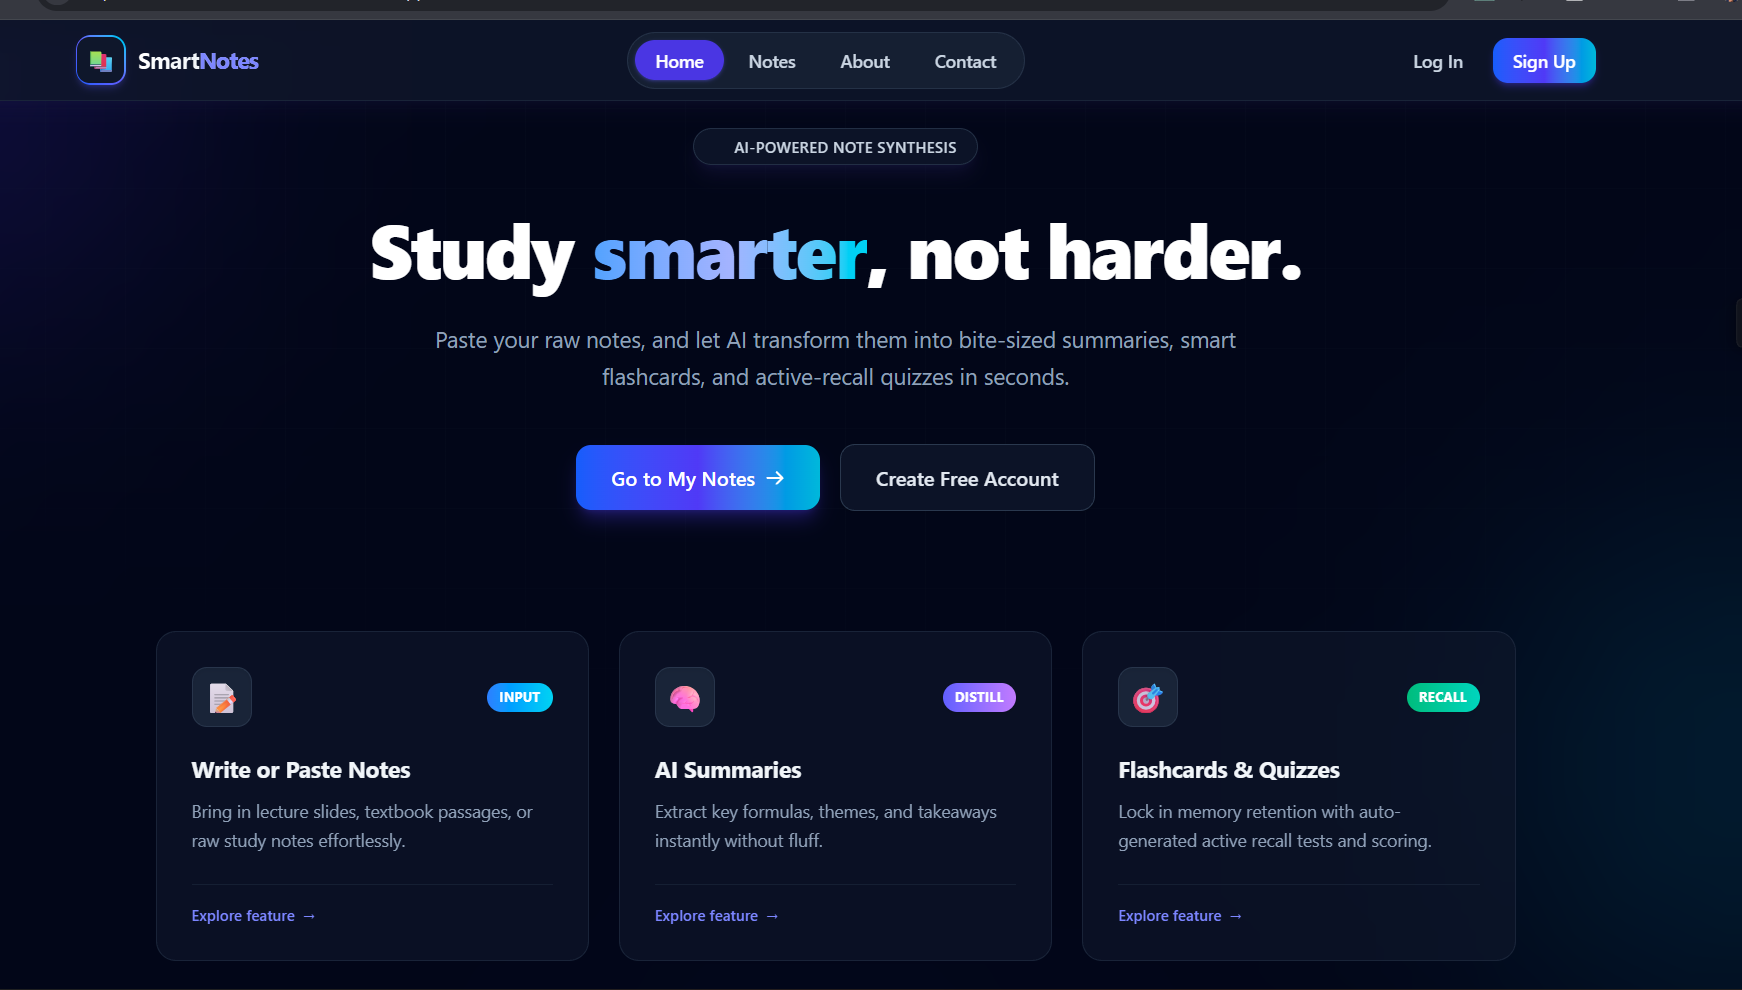 SmartNotes
Home
Notes
About
Contact
Log In
Sign Up
AI-POWERED NOTE SYNTHESIS
Study smarter, not harder.
Paste your raw notes, and let AI transform them into bite-sized summaries, smart
flashcards, and active-recall quizzes in seconds.
Go to My Notes →
Create Free Account
INPUT
Write or Paste Notes
Bring in lecture slides, textbook passages, or
raw study notes effortlessly.
Explore feature →
DISTILL
AI Summaries
Extract key formulas, themes, and takeaways
instantly without fluff.
Explore feature →
RECALL
Flashcards & Quizzes
Lock in memory retention with auto-
generated active recall tests and scoring.
Explore feature →